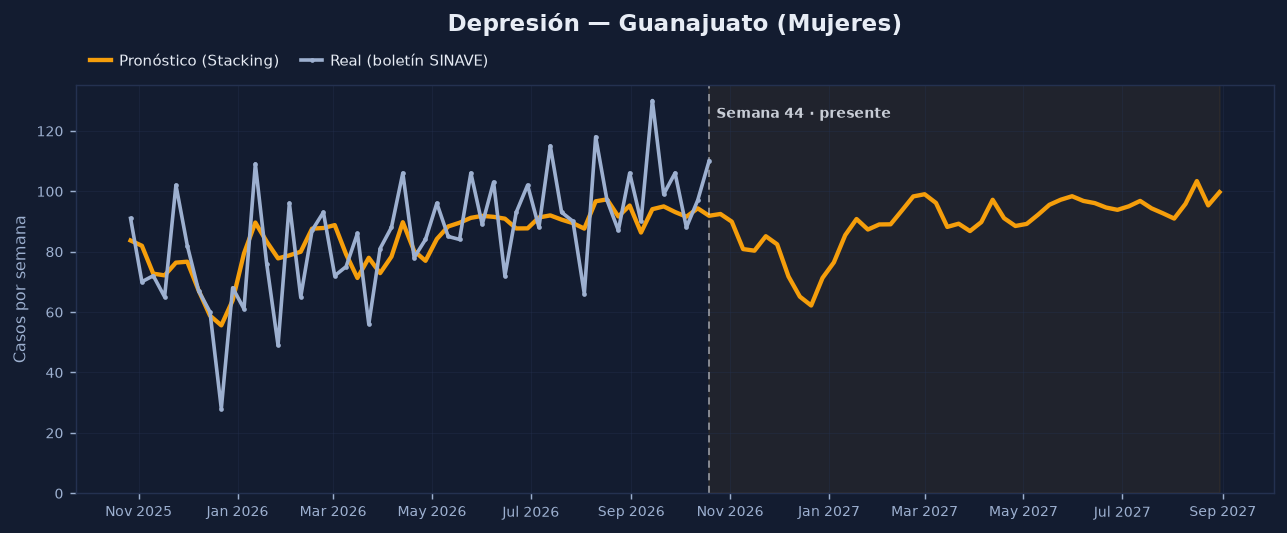 Depresión — Guanajuato (Mujeres)
Pronóstico (Stacking)
Real (boletín SINAVE)
Semana 44 · presente
Casos por semana
120
100
80
60
40
20
0
Nov 2025
Jan 2026
Mar 2026
May 2026
Jul 2026
Sep 2026
Nov 2026
Jan 2027
Mar 2027
May 2027
Jul 2027
Sep 2027